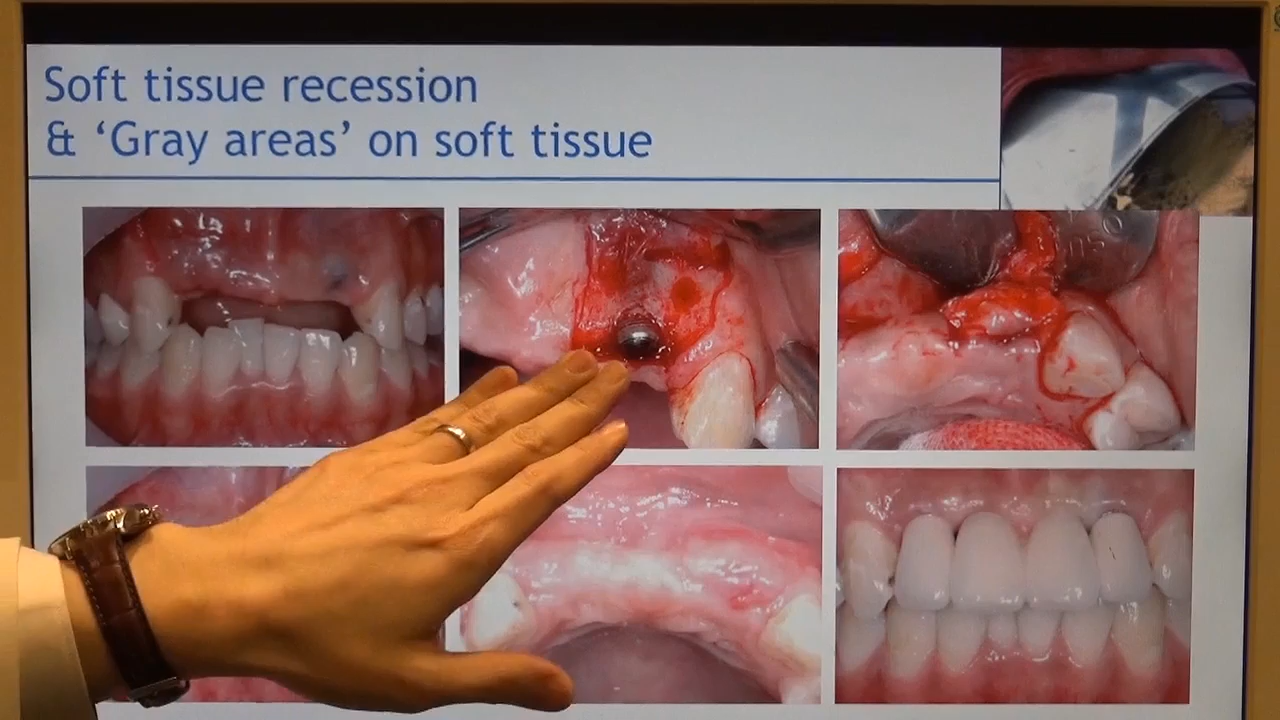 Soft tissue recession
& ‘Gray areas’ on soft tissue